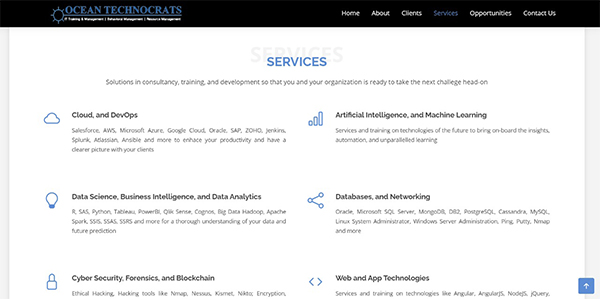 OCEAN TECHNOCRATS
IT Training & Management | Behavioral Management | Resource Management
Home About Clients Services Opportunities Contact Us
SERVICES
SERVICES
Solutions in consultancy, training, and development so that you and your organization is ready to take the next challege head-on
Cloud, and DevOps
Salesforce, AWS, Microsoft Azure, Google Cloud, Oracle, SAP, ZOHO, Jenkins,
Splunk, Atlassian, Ansible and more to enhace your productivity and have a
clearer picture with your clients
Artificial Intelligence, and Machine Learning
Services and training on technologies of the future to bring on-board the insights,
automation, and unparallelled learning
Data Science, Business Intelligence, and Data Analytics
R, SAS, Python, Tableau, PowerBI, Qlik Sense, Cognos, Big Data Hadoop, Apache
Spark, SSIS, SSAS, SSRS and more for a thorough understanding of your data and
future prediction
Databases, and Networking
Oracle, Microsoft SQL Server, MongoDB, DB2, PostgreSQL, Cassandra, MySQL,
Linux System Administrator, Windows Server Administration, Ping, Putty, Nmap
and more
Cyber Security, Forensics, and Blockchain
Ethical Hacking, Hacking tools like Nmap, Nessus, Kismet, Nikto; Encryption,
Web and App Technologies
Services and training on technologies like Angular, AngularJS, NodeJS, jQuery,